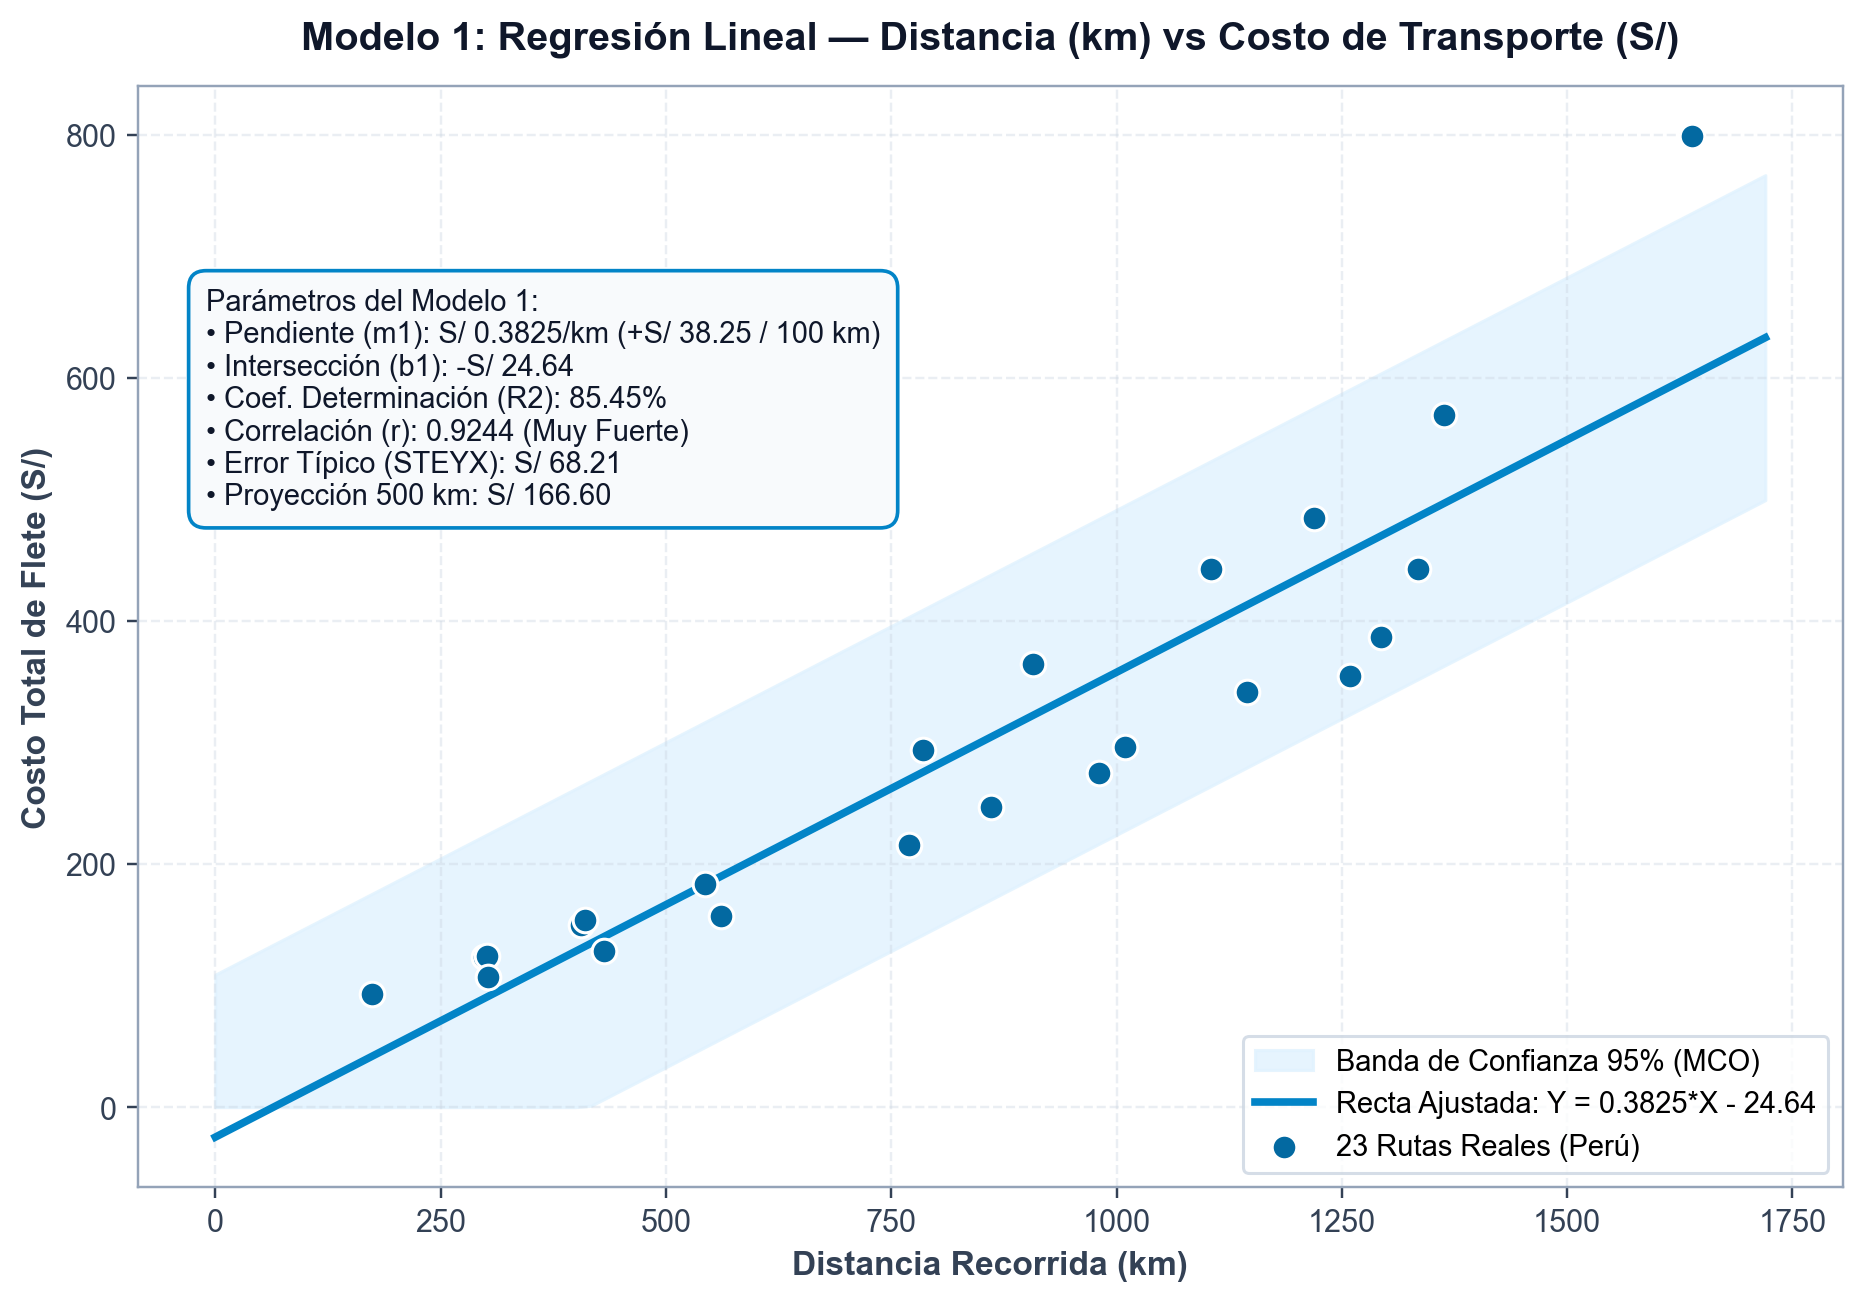 Modelo 1: Regresión Lineal — Distancia (km) vs Costo de Transporte (S/)
800
600
400
200
0
Costo Total de Flete (S/)
Parámetros del Modelo 1:
• Pendiente (m1): S/ 0.3825/km (+S/ 38.25 / 100 km)
• Intersección (b1): -S/ 24.64
• Coef. Determinación (R2): 85.45%
• Correlación (r): 0.9244 (Muy Fuerte)
• Error Típico (STEYX): S/ 68.21
• Proyección 500 km: S/ 166.60
Banda de Confianza 95% (MCO)
Recta Ajustada: Y = 0.3825*X - 24.64
23 Rutas Reales (Perú)
0 250 500 750 1000 1250 1500 1750
Distancia Recorrida (km)